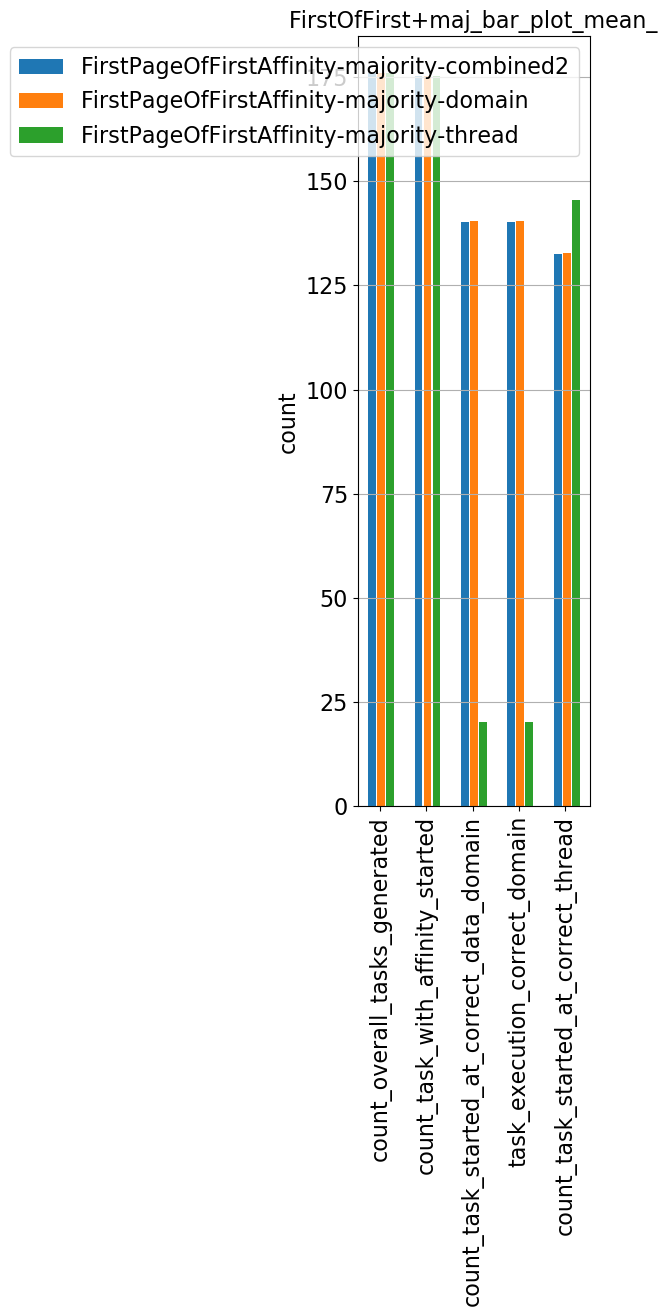 FirstOfFirst+maj_bar_plot_mean_
FirstPageOfFirstAffinity-majority-combined2
FirstPageOfFirstAffinity-majority-domain
FirstPageOfFirstAffinity-majority-thread
175
150
125
100
75
50
25
0
count
count_overall_tasks_generated
count_task_with_affinity_started
count_task_started_at_correct_data_domain
task_execution_correct_domain
count_task_started_at_correct_thread